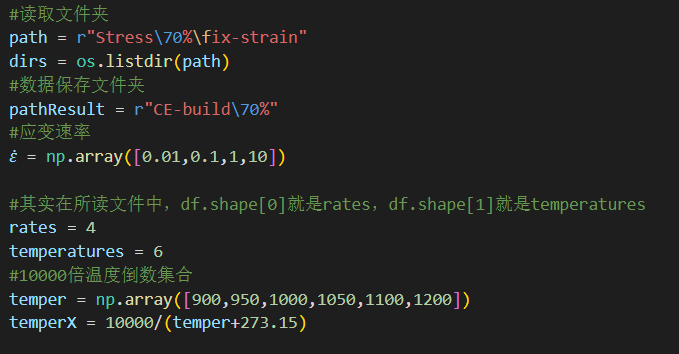 #读取文件夹
path = r"Stress\70%\fix-strain"
dirs = os.listdir(path)
#数据保存文件夹
pathResult = r"CE-build\70%"
#应变速率
ε̇ = np.array([0.01,0.1,1,10])
#其实在所读文件中，df.shape[0]就是rates，df.shape[1]就是temperatures
rates = 4
temperatures = 6
#10000倍温度倒数集合
temper = np.array([900,950,1000,1050,1100,1200])
temperX = 10000/(temper+273.15)